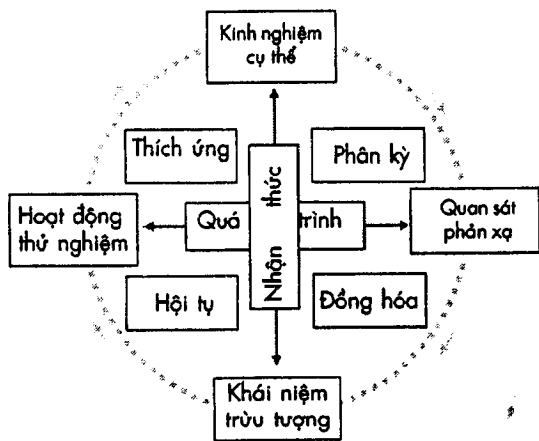 Kinh nghiệm
cụ thể
Thích ứng
Phân kỳ
Hoạt động
thử nghiệm
Quá trình
Nhận thức
Quan sát
phản xạ
Hội tụ
Đồng hóa
Khái niệm
trừu tượng